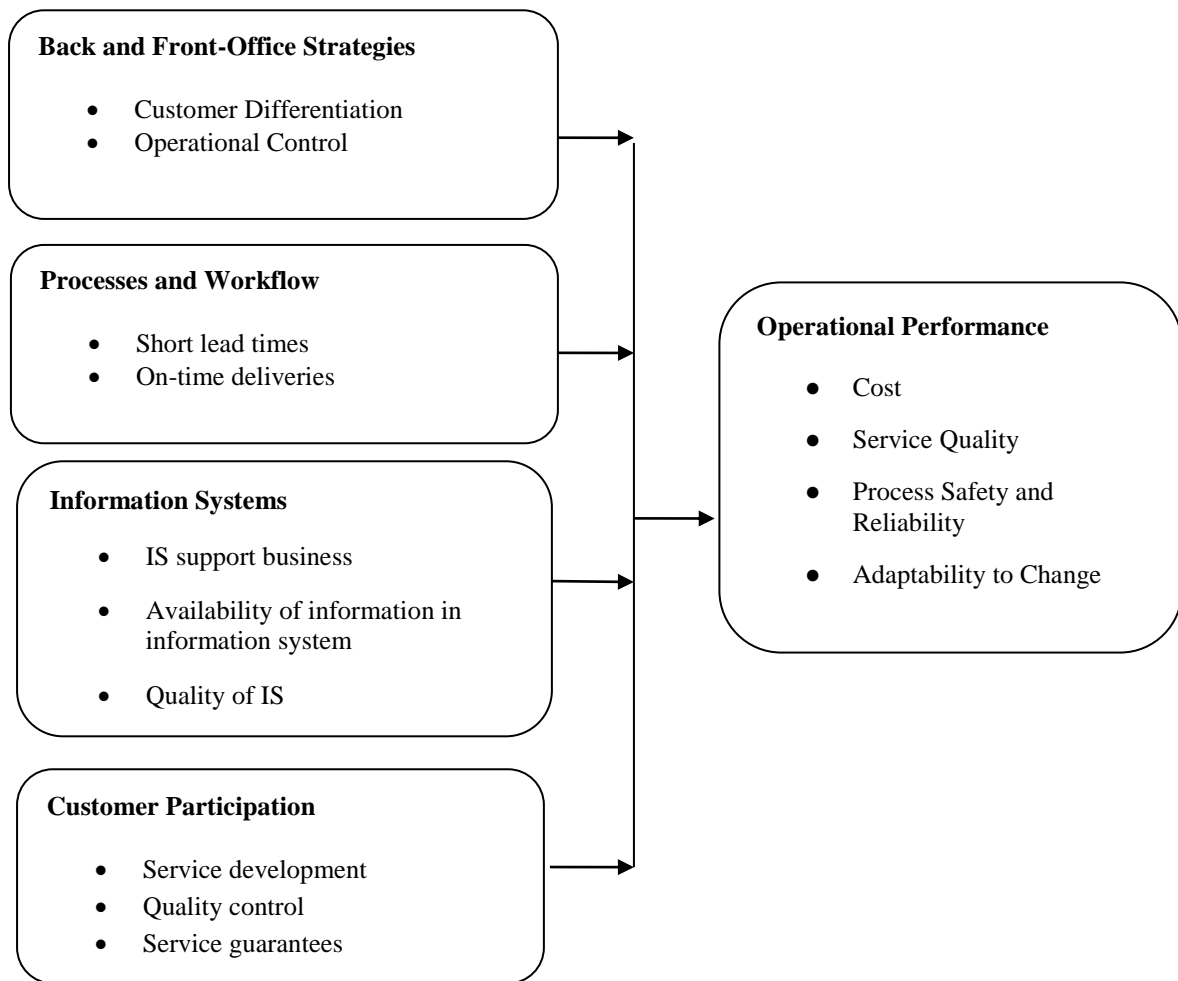 Back and Front-Office Strategies
• Customer Differentiation
• Operational Control
Processes and Workflow
• Short lead times
• On-time deliveries
Information Systems
• IS support business
• Availability of information in
information system
• Quality of IS
Customer Participation
• Service development
• Quality control
• Service guarantees
Operational Performance
● Cost
● Service Quality
● Process Safety and
Reliability
● Adaptability to Change